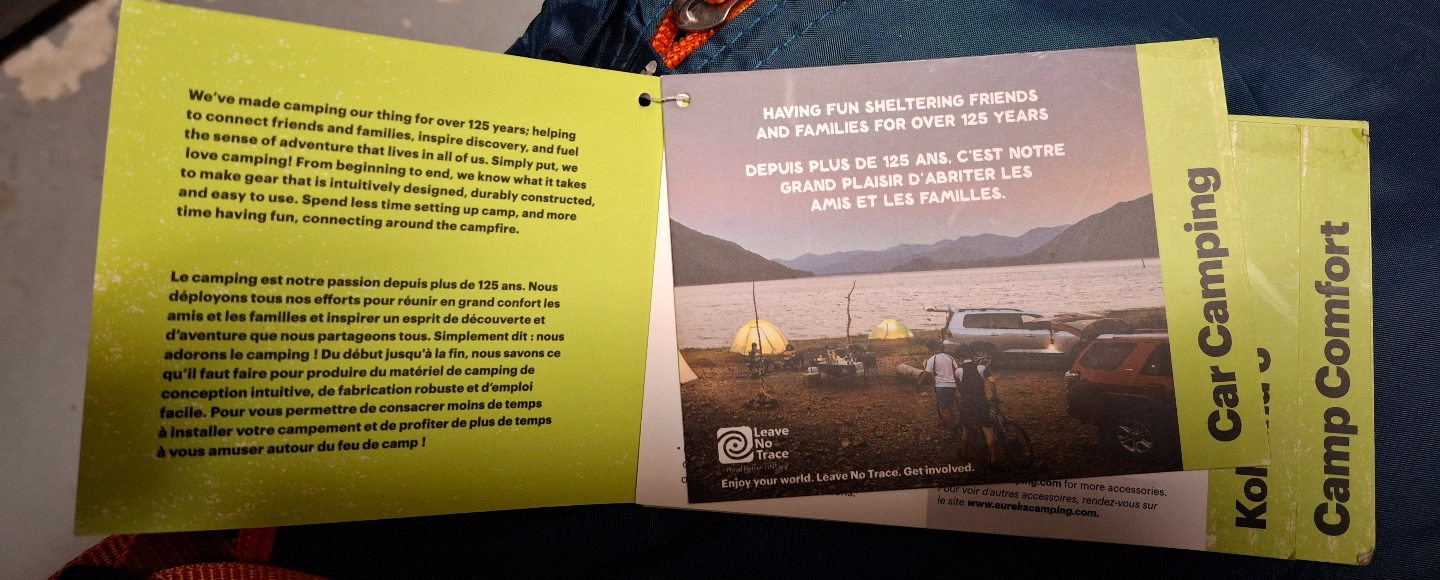 We've made camping our thing for over 125 years; helping
to connect friends and families, inspire discovery, and fuel
the sense of adventure that lives in all of us. Simply put, we
love camping! From beginning to end, we know what it takes
to make gear that is intuitively designed, durably constructed,
and easy to use. Spend less time setting up camp, and more
time having fun, connecting around the campfire.
Le camping est notre passion depuis plus de 125 ans. Nous
déployons tous nos efforts pour réunir en grand confort les
amis et les familles et inspirer un esprit de découverte et
d'aventure que nous partageons tous. Simplement dit : nous
adorons le camping ! Du début jusqu'à la fin, nous savons ce
qu'il faut faire pour produire du matériel de camping de
conception intuitive, de fabrication robuste et d'emploi
facile. Pour vous permettre de consacrer moins de temps
à installer votre campement et de profiter de plus de temps
à vous amuser autour du feu de camp !
HAVING FUN SHELTERING FRIENDS
AND FAMILIES FOR OVER 125 YEARS
DEPUIS PLUS DE 125 ANS, C'EST NOTRE
GRAND PLAISIR D'ABRITER LES
AMIS ET LES FAMILLES.
Leave
No
Trace
Enjoy your world. Leave No Trace. Get involved.
ping.com for more accessories.
Pour voir d'autres accessoires, rendez-vous sur
le site www.eurekacamping.com.
Car Camping
Camp Comfort